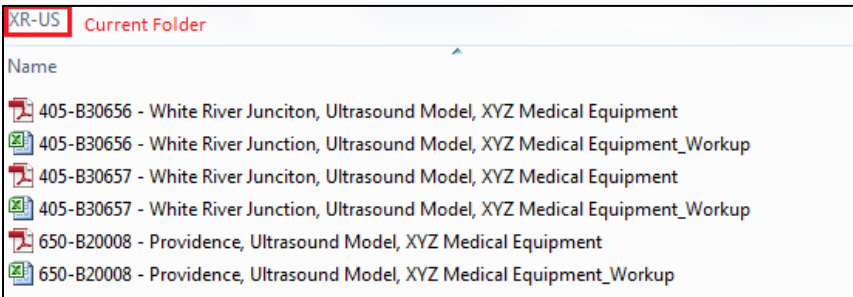 XR-US Current Folder
Name
405-B30656 - White River Junciton, Ultrasound Model, XYZ Medical Equipment
405-B30656 - White River Junction, Ultrasound Model, XYZ Medical Equipment_Workup
405-B30657 - White River Junciton, Ultrasound Model, XYZ Medical Equipment
405-B30657 - White River Junction, Ultrasound Model, XYZ Medical Equipment_Workup
650-B20008 - Providence, Ultrasound Model, XYZ Medical Equipment
650-B20008 - Providence, Ultrasound Model, XYZ Medical Equipment_Workup